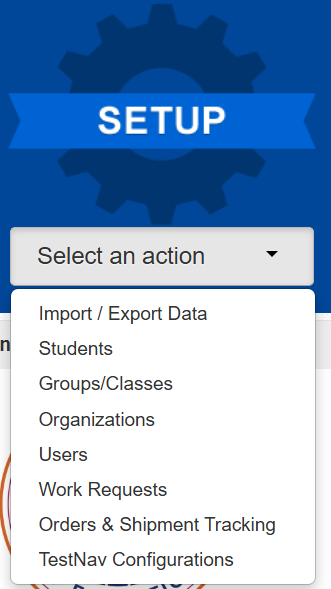 SETUP
Select an action
Import / Export Data
Students
Groups/Classes
Organizations
Users
Work Requests
Orders & Shipment Tracking
TestNav Configurations